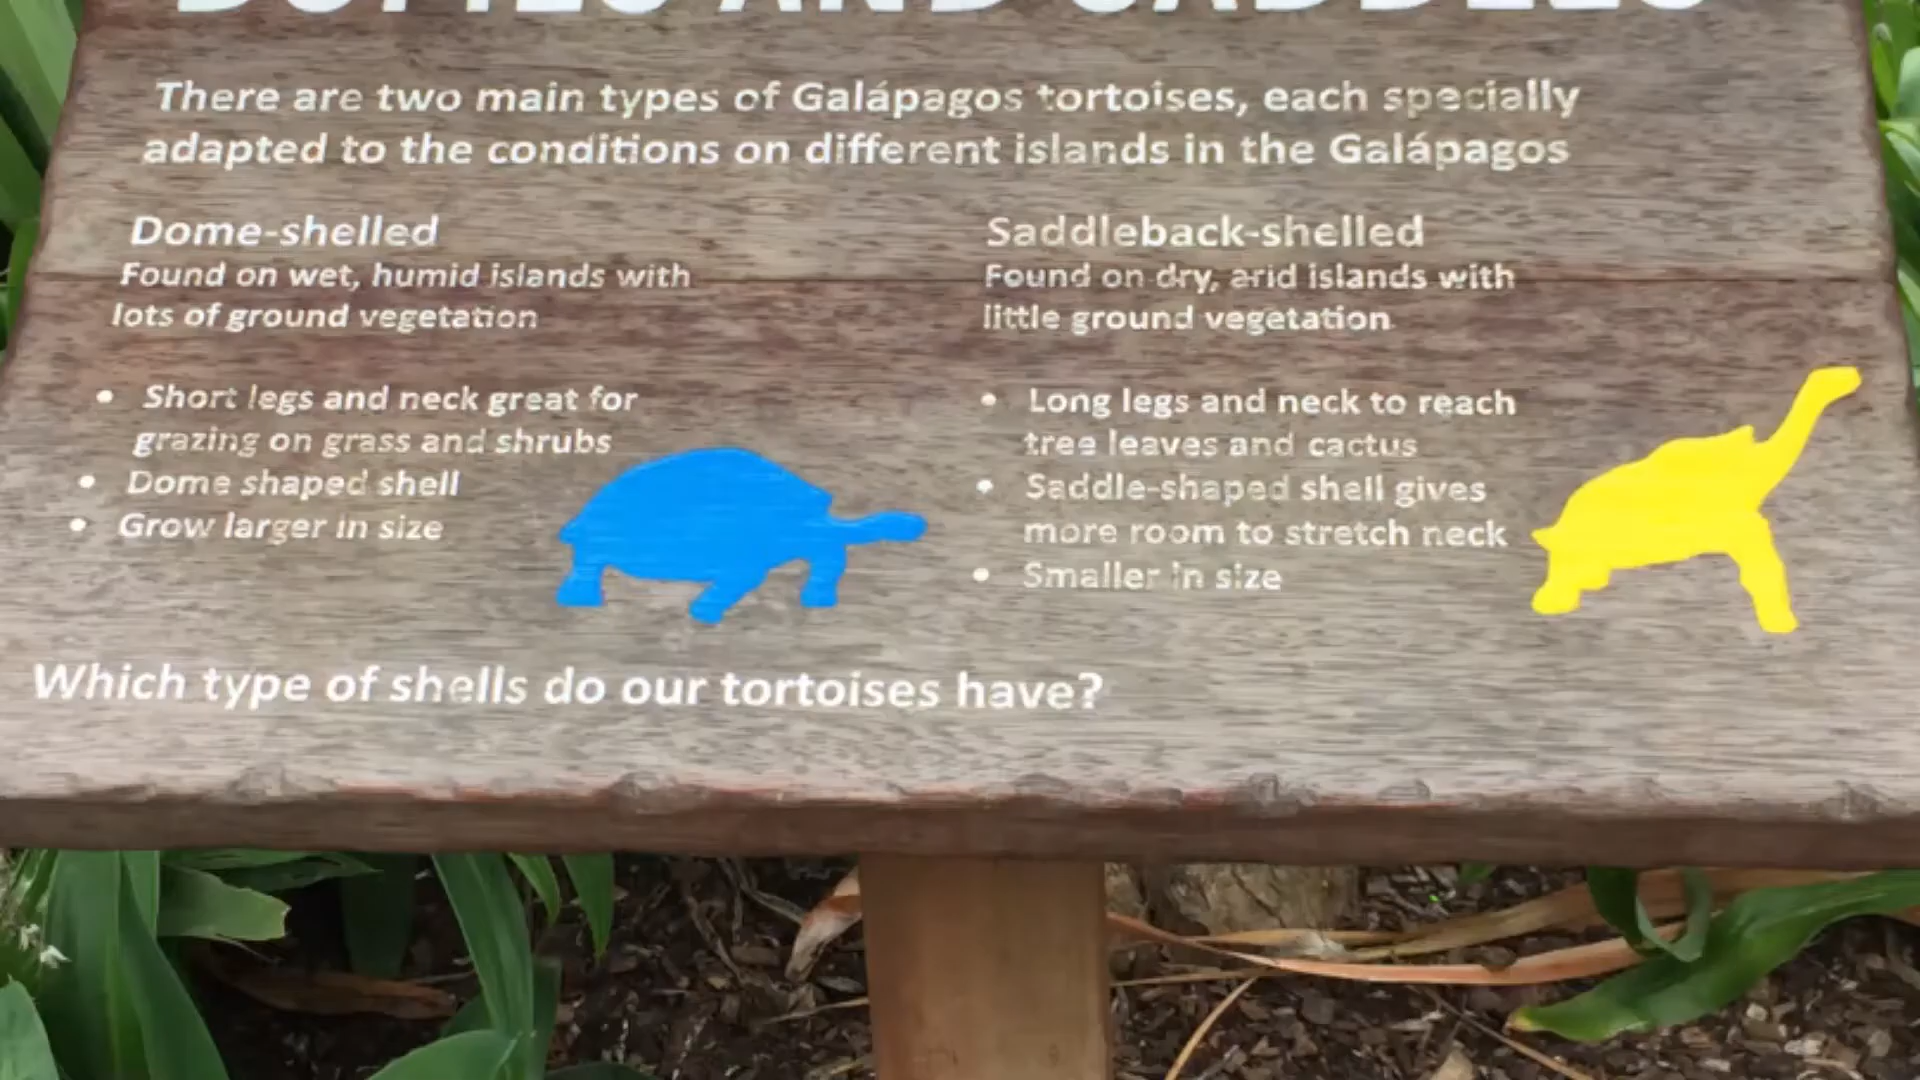 DOMES AND SADDLES
There are two main types of Galápagos tortoises, each specially
adapted to the conditions on different islands in the Galápagos
Dome-shelled
Found on wet, humid islands with
lots of ground vegetation
• Short legs and neck great for
grazing on grass and shrubs
• Dome shaped shell
• Grow larger in size
Saddleback-shelled
Found on dry, arid islands with
little ground vegetation
• Long legs and neck to reach
tree leaves and cactus
• Saddle-shaped shell gives
more room to stretch neck
• Smaller in size
Which type of shells do our tortoises have?